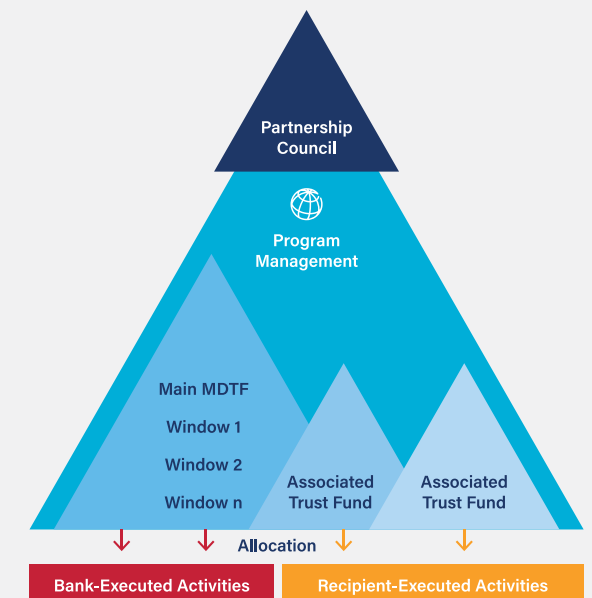 Partnership
Council
Program
Management
Main MDTF
Window 1
Window 2
Window n
Associated
Trust Fund
Associated
Trust Fund
Allocation
Bank-Executed Activities
Recipient-Executed Activities